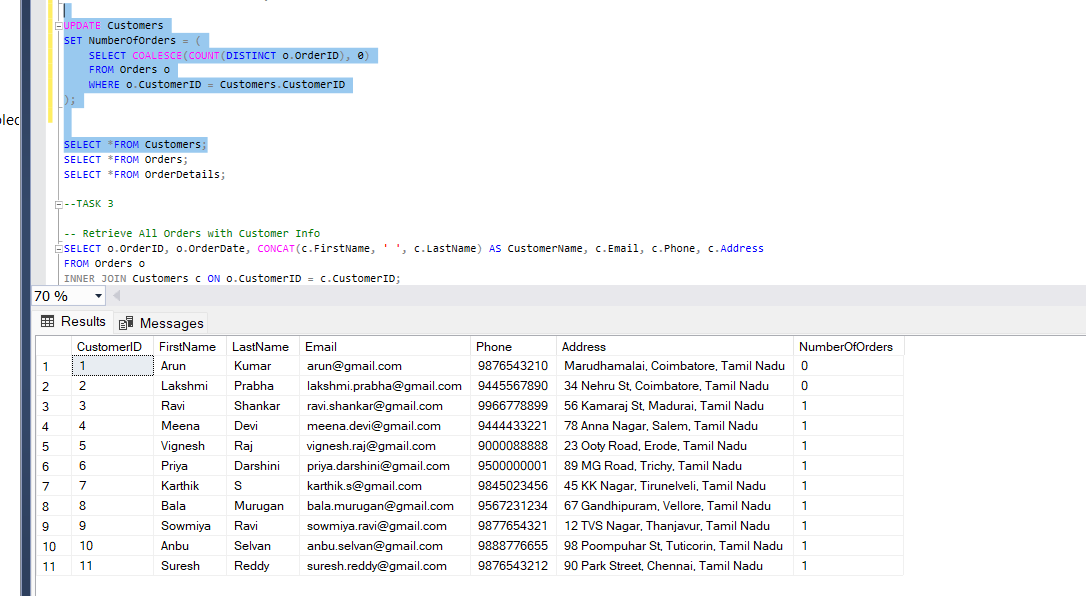 UPDATE Customers
SET NumberOfOrders = (
SELECT COALESCE(COUNT(DISTINCT o.OrderID), 0)
FROM Orders o
WHERE o.CustomerID = Customers.CustomerID
);
SELECT *FROM Customers;
SELECT *FROM Orders;
SELECT *FROM OrderDetails;
--TASK 3
-- Retrieve All Orders with Customer Info
SELECT o.OrderID, o.OrderDate, CONCAT(c.FirstName, ' ', c.LastName) AS CustomerName, c.Email, c.Phone, c.Address
FROM Orders o
INNER JOIN Customers c ON o.CustomerID = c.CustomerID;
70 %
Results Messages
CustomerID FirstName LastName Email Phone Address NumberOfOrders
1 1 Arun Kumar arun@gmail.com 9876543210 Marudhamalai, Coimbatore, Tamil Nadu 0
2 2 Lakshmi Prabha lakshmi.prabha@gmail.com 9445567890 34 Nehru St, Coimbatore, Tamil Nadu 0
3 3 Ravi Shankar ravi.shankar@gmail.com 9966778899 56 Kamaraj St, Madurai, Tamil Nadu 1
4 4 Meena Devi meena.devi@gmail.com 9444433221 78 Anna Nagar, Salem, Tamil Nadu 1
5 5 Vignesh Raj vignesh.raj@gmail.com 9000088888 23 Ooty Road, Erode, Tamil Nadu 1
6 6 Priya Darshini priya.darshini@gmail.com 9500000001 89 MG Road, Trichy, Tamil Nadu 1
7 7 Karthik S karthik.s@gmail.com 9845023456 45 KK Nagar, Tirunelveli, Tamil Nadu 1
8 8 Bala Murugan bala.murugan@gmail.com 9567231234 67 Gandhipuram, Vellore, Tamil Nadu 1
9 9 Sowmiya Ravi sowmiya.ravi@gmail.com 9877654321 12 TVS Nagar, Thanjavur, Tamil Nadu 1
10 10 Anbu Selvan anbu.selvan@gmail.com 9888776655 98 Poompuhar St, Tuticorin, Tamil Nadu 1
11 11 Suresh Reddy suresh.reddy@gmail.com 9876543212 90 Park Street, Chennai, Tamil Nadu 1